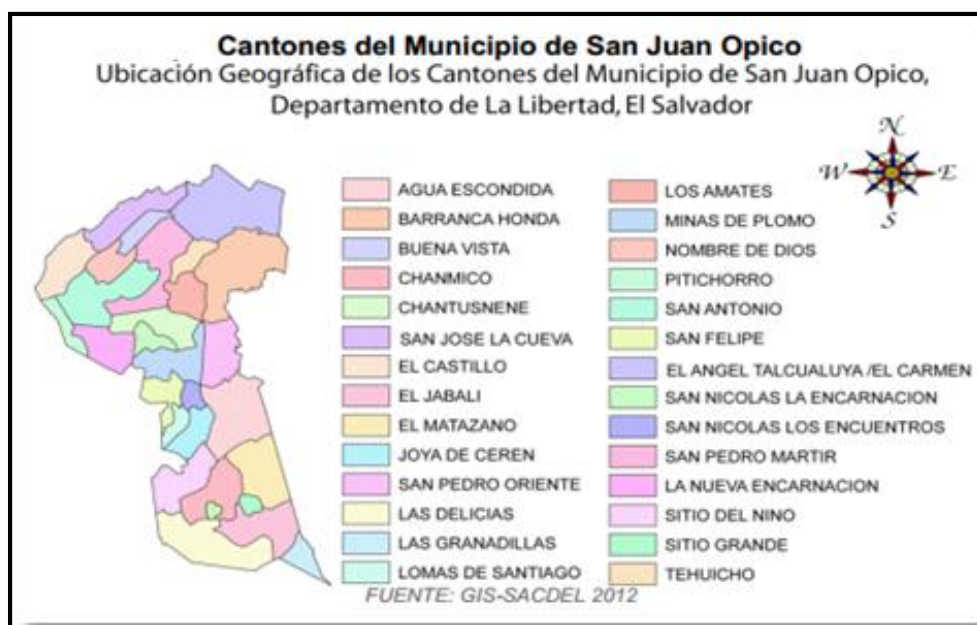 Cantones del Municipio de San Juan Opico
Ubicación Geográfica de los Cantones del Municipio de San Juan Opico,
Departamento de La Libertad, El Salvador
N
W E
S
AGUA ESCONDIDA
BARRANCA HONDA
BUENA VISTA
CHANMICO
CHANTUSNENE
SAN JOSE LA CUEVA
EL CASTILLO
EL JABALI
EL MATAZANO
JOYA DE CEREN
SAN PEDRO ORIENTE
LAS DELICIAS
LAS GRANADILLAS
LOMAS DE SANTIAGO
LOS AMATES
MINAS DE PLOMO
NOMBRE DE DIOS
PITICHORRO
SAN ANTONIO
SAN FELIPE
EL ANGEL TALCUALUYA /EL CARMEN
SAN NICOLAS LA ENCARNACION
SAN NICOLAS LOS ENCUENTROS
SAN PEDRO MARTIR
LA NUEVA ENCARNACION
SITIO DEL NINO
SITIO GRANDE
TEHUICHO
FUENTE: GIS-SACDEL 2012